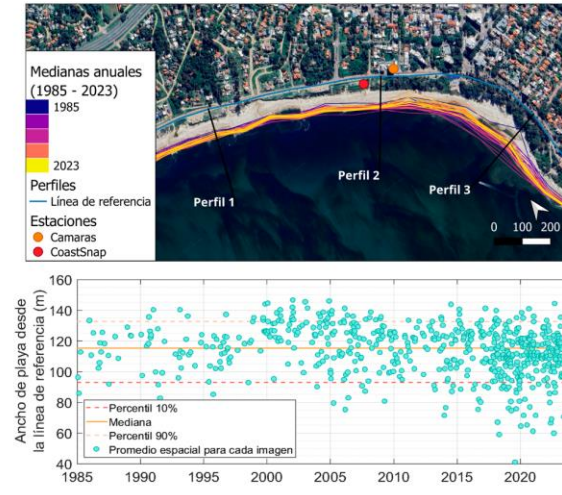 Medianas anuales
(1985 - 2023)
1985
2023
Perfiles
Línea de referencia
Estaciones
Camaras
CoastSnap
Perfil 1
Perfil 2
Perfil 3
0 100 200
Ancho de playa desde
la línea de referencia (m)
160
140
120
100
80
60
40
Percentil 10%
Mediana
Percentil 90%
Promedio espacial para cada imagen
1985 1990 1995 2000 2005 2010 2015 2020